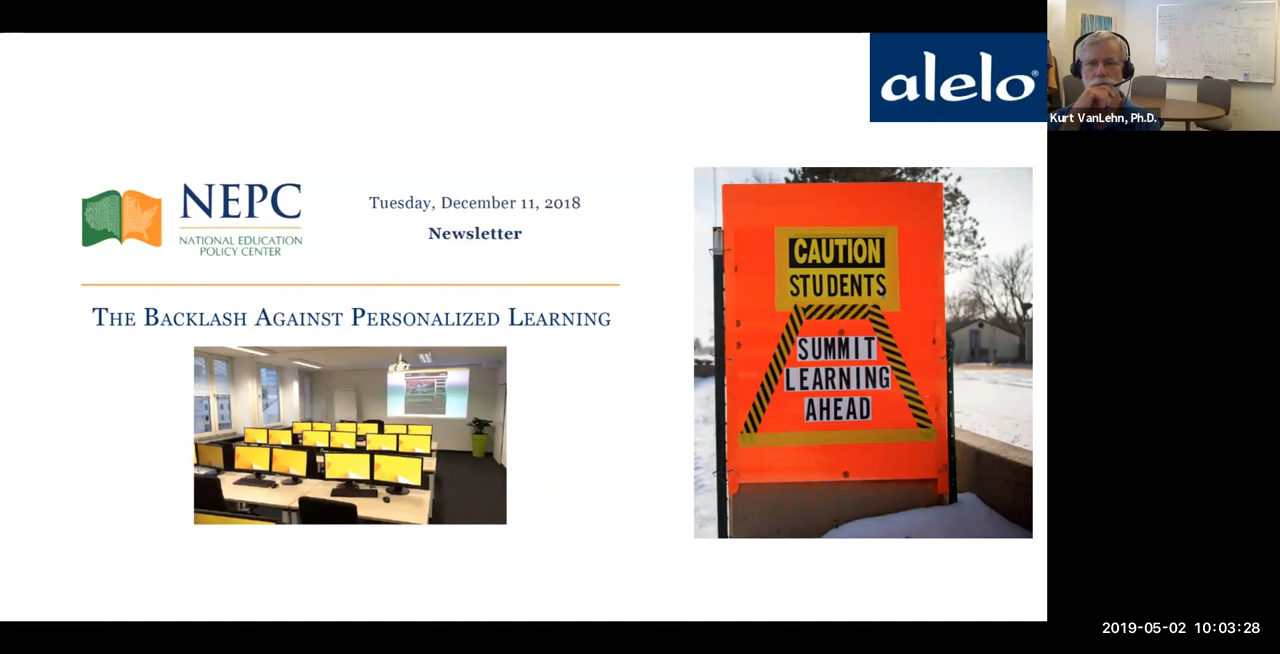 alelo®
Kurt VanLehn, Ph.D.
NEPC
NATIONAL EDUCATION
POLICY CENTER
Tuesday, December 11, 2018
Newsletter
The Backlash Against Personalized Learning
CAUTION
STUDENTS
SUMMIT
LEARNING
AHEAD
2019-05-02 10:03:28